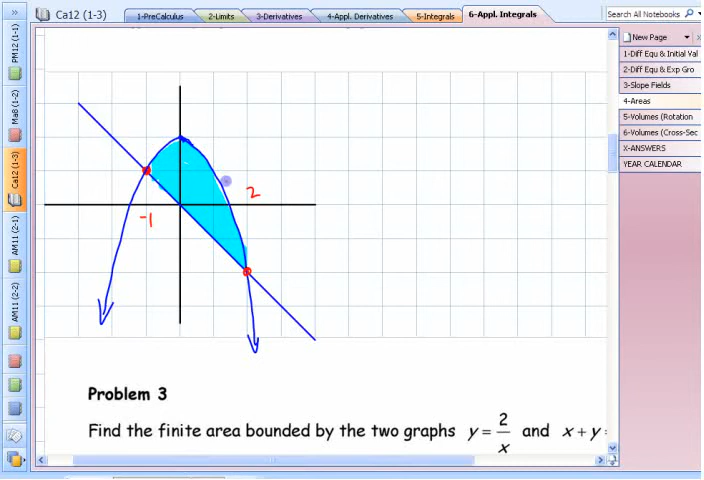 Ca12 (1-3)
1-PreCalculus
2-Limits
3-Derivatives
4-Appl. Derivatives
5-Integrals
6-Appl. Integrals
Search All Notebooks
New Page
1-Diff Equ & Initial Val
2-Diff Equ & Exp Gro
3-Slope Fields
4-Areas
5-Volumes (Rotation
6-Volumes (Cross-Sec
X-ANSWERS
YEAR CALENDAR
PM12 (1-1)
Ma8 (1-2)
Ca12 (1-3)
AM11 (2-1)
AM11 (2-2)
-1
2
Problem 3
Find the finite area bounded by the two graphs y = 2/x and x + y =